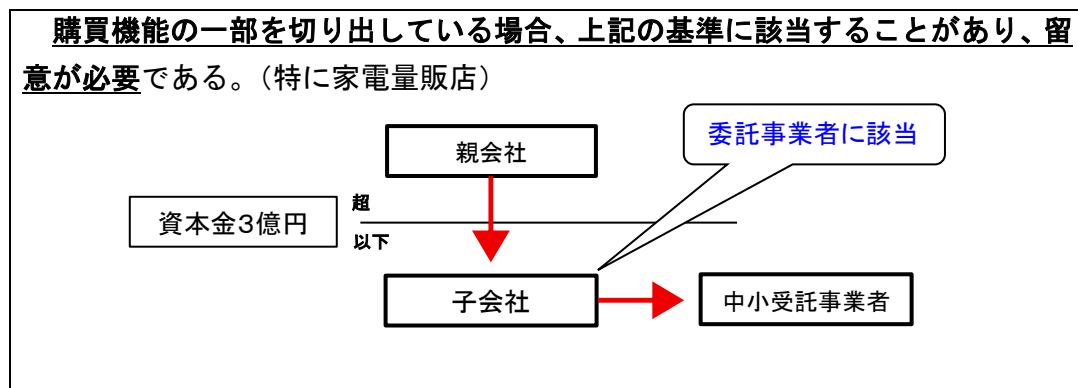 購買機能の一部を切り出している場合、上記の基準に該当することがあり、留
意が必要である。（特に家電量販店）
委託事業者に該当
親会社
資本金３億円
超
以下
子会社
中小受託事業者